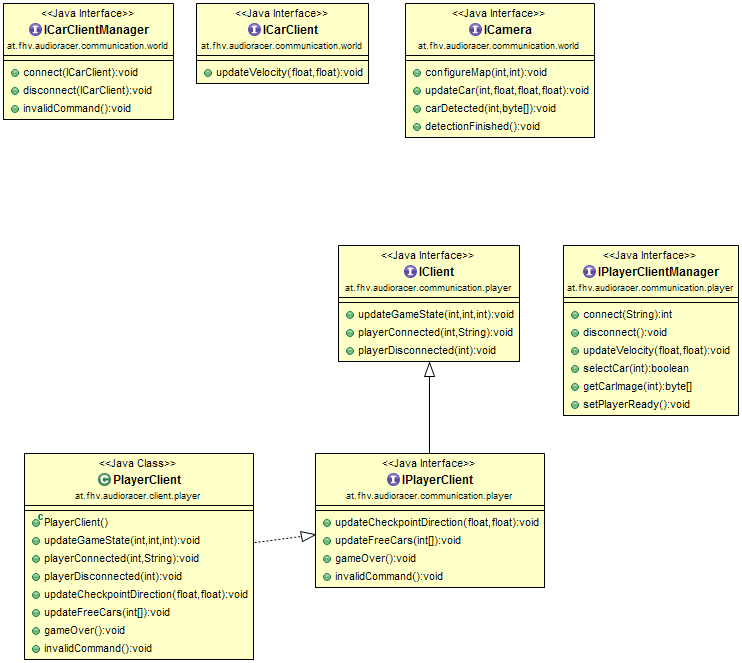 <<Java Interface>>
ICarClientManager
at.fhv.audioracer.communication.world
connect(ICarClient):void
disconnect(ICarClient):void
invalidCommand():void
<<Java Interface>>
ICarClient
at.fhv.audioracer.communication.world
updateVelocity(float,float):void
<<Java Interface>>
ICamera
at.fhv.audioracer.communication.world
configureMap(int,int):void
updateCar(int,float,float,float):void
carDetected(int,byte[]):void
detectionFinished():void
<<Java Interface>>
IClient
at.fhv.audioracer.communication.player
updateGameState(int,int,int):void
playerConnected(int,String):void
playerDisconnected(int):void
<<Java Interface>>
IPlayerClientManager
at.fhv.audioracer.communication.player
connect(String):int
disconnect():void
updateVelocity(float,float):void
selectCar(int):boolean
getCarImage(int):byte[]
setPlayerReady():void
<<Java Class>>
PlayerClient
at.fhv.audioracer.client.player
PlayerClient()
updateGameState(int,int,int):void
playerConnected(int,String):void
playerDisconnected(int):void
updateCheckpointDirection(float,float):void
updateFreeCars(int[]):void
gameOver():void
invalidCommand():void
<<Java Interface>>
IPlayerClient
at.fhv.audioracer.communication.player
updateCheckpointDirection(float,float):void
updateFreeCars(int[]):void
gameOver():void
invalidCommand():void